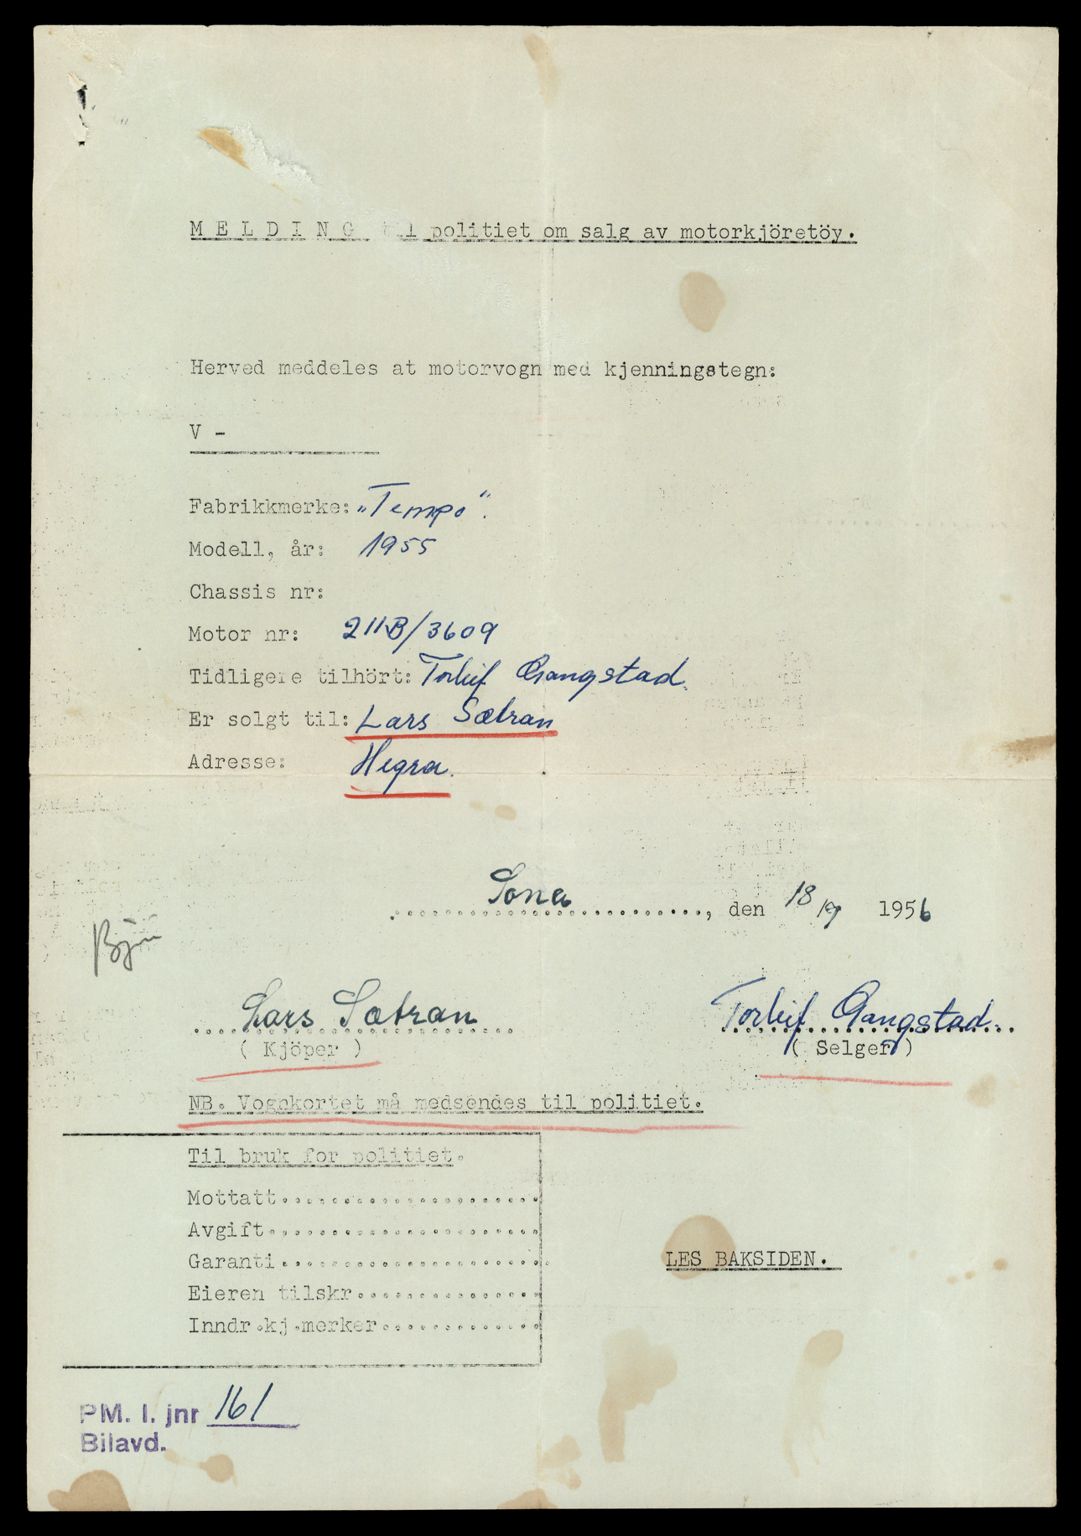 MELDING til politiet om salg av motorkjöretöy.
Herved meddeles at motorvogn med kjenningstegn:
V -
Fabrikkmerke: „Tempo".
Modell, år: 1955
Chassis nr:
Motor nr: 211B/3609
Tidligere tilhört: Torleif Gangstad.
Er solgt til: Lars Sætran
Adresse: Hegra.
Sona ........................, den 18/ 1956
Lars Sætran
Torleif Gangstad
( Kjöper )
( Selger )
NB. Vognkortet må medsendes til politiet.
Til bruk for politiet.
Mottatt......................
Avgift.......................
Garanti......................
LES BAKSIDEN.
Eieren tilskr...............
Inndr.kj.merker.............
PM. I. jnr 161
Bilavd.